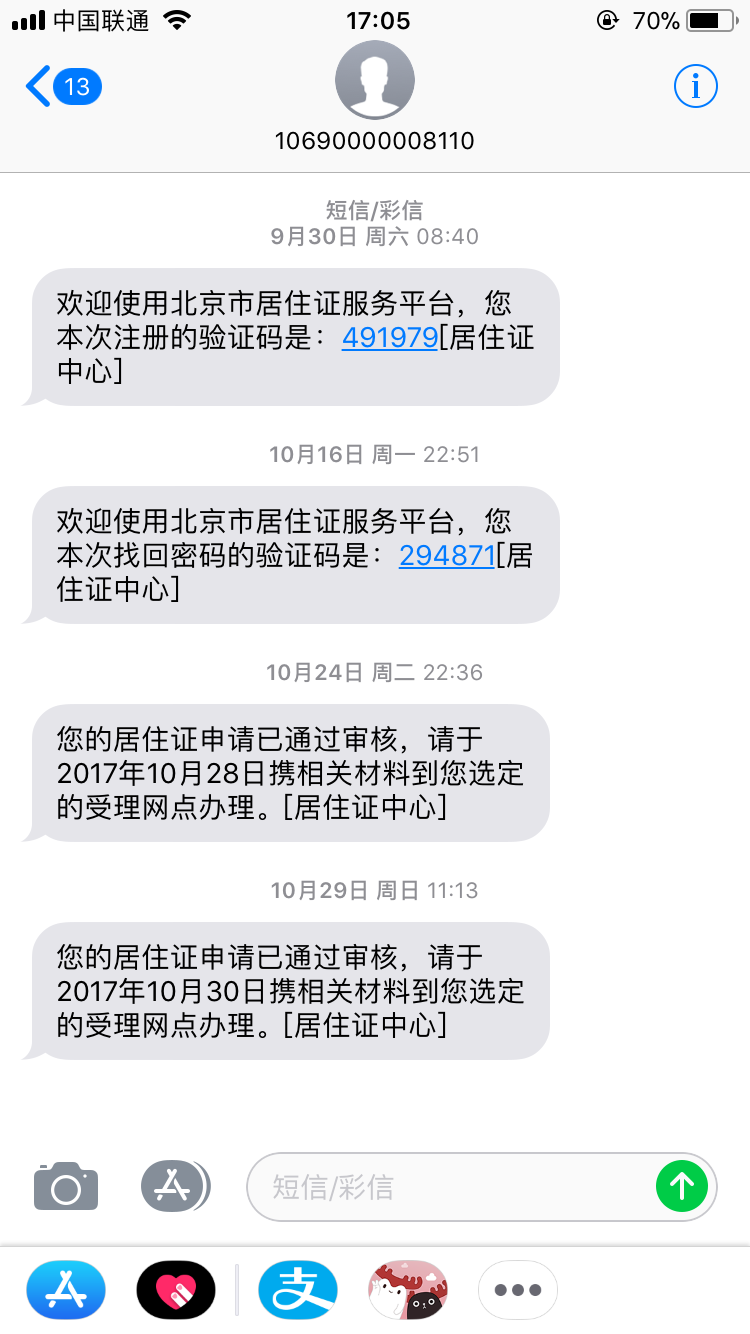 中国联通 17:05 70%
13
10690000008110
短信/彩信
9月30日 周六 08:40
欢迎使用北京市居住证服务平台，您
本次注册的验证码是：491979[居住证
中心]
10月16日 周一 22:51
欢迎使用北京市居住证服务平台，您
本次找回密码的验证码是：294871[居
住证中心]
10月24日 周二 22:36
您的居住证申请已通过审核，请于
2017年10月28日携相关材料到您选定
的受理网点办理。[居住证中心]
10月29日 周日 11:13
您的居住证申请已通过审核，请于
2017年10月30日携相关材料到您选定
的受理网点办理。[居住证中心]
短信/彩信
支